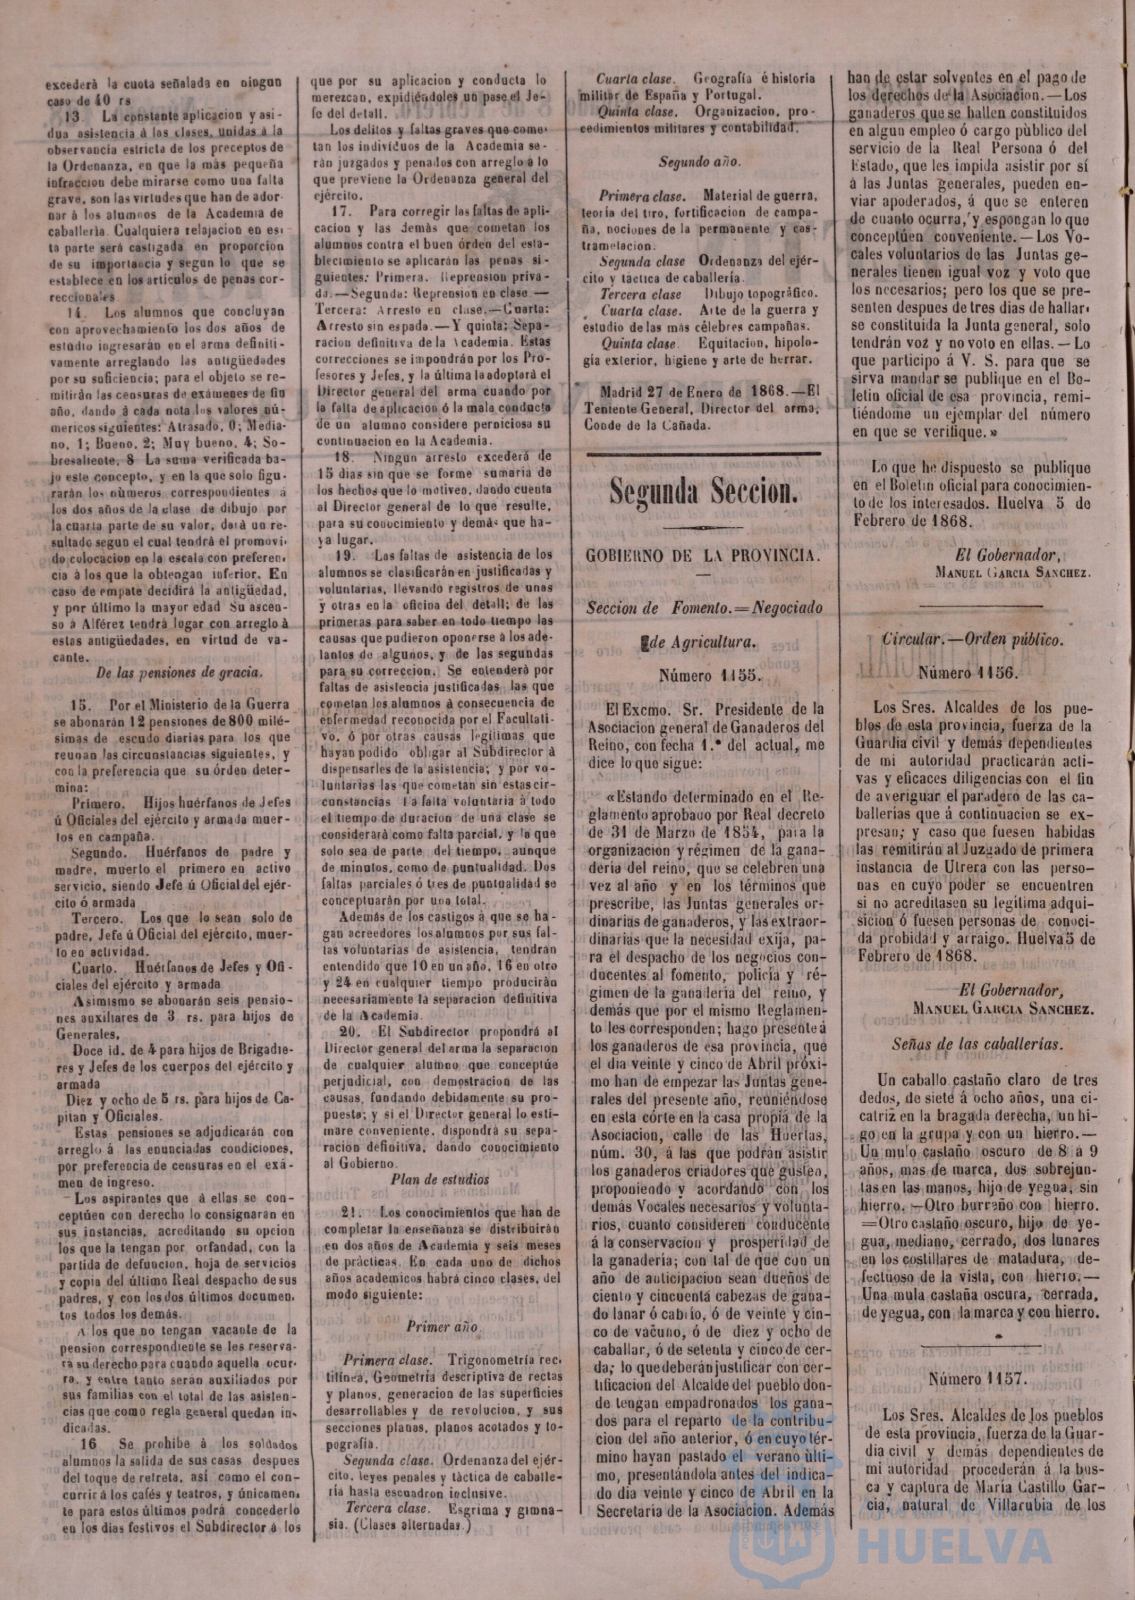 excederà la cuota señalada en ningun
caso de 40 rs
13. La constante aplicacion y asi-
dua asistencia á las clases, unidas á la
observancia estricta de los preceptos de
la Ordenanza, en que la más pequeña
infraccion debe mirarse como una falta
grave, son las virtudes que han de ador-
nar á los alumnos de la Academia de
caballería. Cualquiera relajacion en es-
ta parte será castigada en proporcion
de su importancia y segun lo que se
establece en los artículos de penas cor-
reccionales
14. Los alumnos que concluyan
con aprovechamiento los dos años de
estudio ingresarán en el arma definiti-
vamente arreglando las antigüedades
por su suficiencia; para el objeto se re-
mitirán las censuras de exámenes de fin
año, dando á cada nota los valores nú-
mericos siguientes: Atrasado, 0; Media-
no, 1; Bueno, 2; Muy bueno, 4; So-
bresaliente, 8 La suma verificada ba-
jo este concepto, y en la que solo figu-
rarán los números correspondientes á
los dos años de la clase de dibujo por
la cuarta parte de su valor, dará un re-
sultado segun el cual tendrá el promovi-
do colocacion en la escala con preferen-
cia á los que la obtengan inferior. En
caso de empate decidirá la antigüedad,
y por último la mayor edad Su ascen-
so á Alférez tendrá lugar con arreglo à
estas antigüedades, en virtud de va-
cante.
De las pensiones de gracia.
15. Por el Ministerio de la Guerra
se abonarán 12 pensiones de 800 milé-
simas de escudo diarias para los que
reunan las circunstancias siguientes, y
con la preferencia que su órden deter-
mina:
Primero. Hijos huérfanos de Jefes
ú Oficiales del ejército y armada muer-
tos en campaña.
Segundo. Huérfanos de padre y
madre, muerto el primero en activo
servicio, siendo Jefe ú Oficial del ejér-
cito ó armada
Tercero. Los que lo sean solo de
padre, Jefe ú Oficial del ejército, muer-
to en actividad.
Cuarto. Huérfanos de Jefes y Ofi-
ciales del ejército y armada
Asimismo se abonarán seis pensio-
nes auxiliares de 3 rs. para hijos de
Generales,
Doce id. de 4 para hijos de Brigadie-
res y Jefes de los cuerpos del ejército y
armada
Diez y ocho de 5 rs. para hijos de Ca-
pitan y Oficiales.
Estas pensiones se adjudicarán con
arreglo á las enunciadas condiciones,
por preferencia de censuras en el exá-
men de ingreso.
Los aspirantes que á ellas se con-
ceptúen con derecho lo consignarán en
sus instancias, acreditando su opcion
los que la tengan por orfandad, con la
partida de defuncion, hoja de servicios
y copia del último Real despacho de sus
padres, y con los dos últimos documen-
tos todos los demás.
A los que no tengan vacante de la
pension correspondiente se les reserva-
rá su derecho para cuando aquella ocur-
ra, y entre tanto serán auxiliados por
sus familias con el total de las asisten-
cias que como regla general quedan in-
dicadas.
16 Se prohibe á los soldados
alumnos la salida de sus casas despues
del toque de retreta, así como el con-
currir á los cafés y teatros, y únicamen-
te para estos últimos podrá concederlo
en los dias festivos el Subdirector á los
que por su aplicacion y conducta lo
merezcan, expidiéndoles un pase el Je-
fe del detall.
Los delitos y faltas graves que come-
tan los individuos de la Academia se-
rán juzgados y penados con arreglo á lo
que previene la Ordenanza general del
ejército.
17. Para corregir las faltas de apli-
cacion y las demás que cometan los
alumnos contra el buen órden del esta-
blecimiento se aplicarán las penas si-
guientes: Primera. Reprension priva-
da.—Segunda: Reprension en clase —
Tercera: Arresto en clase.—Cuarta:
Arresto sin espada.—Y quinta: Sepa-
racion definitiva de la Academia. Estas
correcciones se impondrán por los Pro-
fesores y Jefes, y la última la adoptará el
Director general del arma cuando por
la falta de aplicacion ó la mala conducta
de un alumno considere perniciosa su
continuacion en la Academia.
18. Ningun arresto excederá de
15 dias sin que se forme sumaria de
los hechos que lo motiven, dando cuenta
al Director general de lo que resulte,
para su conocimiento y demás que ha-
ya lugar.
19. Las faltas de asistencia de los
alumnos se clasificarán en justificadas y
voluntarias, llevando registros de unas
y otras en la oficina del detall; de las
primeras para saber en todo tiempo las
causas que pudieron oponerse á los ade-
lantos de algunos, y de las segundas
para su correccion. Se entenderá por
faltas de asistencia justificadas las que
cometan los alumnos á consecuencia de
enfermedad reconocida por el Facultati-
vo, ó por otras causas legítimas que
hayan podido obligar al Subdirector à
dispensarles de la asistencia; y por vo-
luntarias las que cometan sin estas cir-
cunstancias La falta voluntaria á todo
el tiempo de duracion de una clase se
considerará como falta parcial, y la que
solo sea de parte del tiempo, aunque
de minutos, como de puntualidad. Dos
faltas parciales ó tres de puntualidad se
conceptuarán por una total.
Además de los castigos á que se ha-
gan acreedores los alumnos por sus fal-
tas voluntarias de asistencia, tendrán
entendido que 10 en un año, 16 en otro
y 24 en cualquier tiempo producirán
necesariamente la separacion definitiva
de la Academia.
20. El Subdirector propondrá al
Director general del arma la separacion
de cualquier alumno que conceptúe
perjudicial, con demostracion de las
causas, fundando debidamente su pro-
puesta; y si el Director general lo esti-
mare conveniente, dispondrá su sepa-
racion definitiva, dando conocimiento
al Gobierno.
Plan de estudios
21. Los conocimientos que han de
completar la enseñanza se distribuirán
en dos años de Academia y seis meses
de prácticas. En cada uno de dichos
años academicos habrá cinco clases, del
modo siguiente:
Primer año
Primera clase. Trigonometría rec-
tilínea, Geometría descriptiva de rectas
y planos, generacion de las superficies
desarrollables y de revolucion, y sus
secciones planas, planos acotados y to-
pografía.
Segunda clase. Ordenanza del ejér-
cito, leyes penales y táctica de caballe-
ría hasta escuadron inclusive.
Tercera clase. Esgrima y gimna-
sia. (Clases alternadas.)
Cuarta clase. Geografía é historia
militar de España y Portugal.
Quinta clase. Organizacion, pro-
cedimientos militares y contabilidad.
Segundo año.
Primera clase. Material de guerra,
teoría del tiro, fortificacion de campa-
ña, nociones de la permanente y cas-
trametacion.
Segunda clase Ordenanza del ejér-
cito y táctica de caballería.
Tercera clase Dibujo topográfico.
Cuarta clase. Arte de la guerra y
estudio de las más célebres campañas.
Quinta clase. Equitacion, hipolo-
gía exterior, higiene y arte de herrar.
Madrid 27 de Enero de 1868.—El
Teniente General, Director del arma,
Conde de la Cañada.
Segunda Seccion.
GOBIERNO DE LA PROVINCIA.
Seccion de Fomento.=Negociado
de Agricultura.
Número 1155.
El Excmo. Sr. Presidente de la
Asociacion general de Ganaderos del
Reino, con fecha 1.º del actual, me
dice lo que sigue:
«Estando determinado en el Re-
glamento aprobado por Real decreto
de 31 de Marzo de 1854, para la
organizacion y régimen de la gana-
dería del reino, que se celebren una
vez al año y en los términos que
prescribe, las Juntas generales or-
dinarias de ganaderos, y las extraor-
dinarias que la necesidad exija, pa-
ra el despacho de los negocios con-
ducentes al fomento, policía y ré-
gimen de la ganadería del reino, y
demás que por el mismo Reglamen-
to les corresponden; hago presente á
los ganaderos de esa provincia, que
el dia veinte y cinco de Abril próxi-
mo han de empezar las Juntas gene-
rales del presente año, reuniéndose
en esta córte en la casa propia de la
Asociacion, calle de las Huertas,
núm. 30, á las que podrán asistir
los ganaderos criadores que gusten,
proponiendo y acordando con los
demás Vocales necesarios y volunta-
rios, cuanto consideren conducente
á la conservacion y prosperidad de
la ganadería; con tal de que con un
año de anticipacion sean dueños de
ciento y cincuenta cabezas de gana-
do lanar ó cabrío, ó de veinte y cin-
co de vacuno, ó de diez y ocho de
caballar, ó de setenta y cinco de cer-
da; lo que deberán justificar con cer-
tificacion del Alcalde del pueblo don-
de tengan empadronados los gana-
dos para el reparto de la contribu-
cion del año anterior, ó en cuyo tér-
mino hayan pastado el verano últi-
mo, presentándola antes del indica-
do dia veinte y cinco de Abril en la
Secretaría de la Asociacion. Además
han de estar solventes en el pago de
los derechos de la Asociacion.—Los
ganaderos que se hallen constituidos
en algun empleo ó cargo público del
servicio de la Real Persona ó del
Estado, que les impida asistir por sí
á las Juntas generales, pueden en-
viar apoderados, á que se enteren
de cuanto ocurra, y espongan lo que
conceptúen conveniente.—Los Vo-
cales voluntarios de las Juntas ge-
nerales tienen igual voz y voto que
los necesarios; pero los que se pre-
senten despues de tres dias de hallar-
se constituida la Junta general, solo
tendrán voz y no voto en ellas.—Lo
que participo á V. S. para que se
sirva mandar se publique en el Bo-
letin oficial de esa provincia, remi-
tiéndome un ejemplar del número
en que se verifique.»
Lo que he dispuesto se publique
en el Boletin oficial para conocimien-
to de los interesados. Huelva 5 de
Febrero de 1868.
El Gobernador,
MANUEL GARCIA SANCHEZ.
Circular.—Orden público.
Número 1156.
Los Sres. Alcaldes de los pue-
blos de esta provincia, fuerza de la
Guardia civil y demás dependientes
de mi autoridad practicarán acti-
vas y eficaces diligencias con el fin
de averiguar el paradero de las ca-
ballerias que á continuacion se ex-
presan; y caso que fuesen habidas
las remitirán al Juzgado de primera
instancia de Utrera con las perso-
nas en cuyo poder se encuentren
si no acreditasen su legítima adqui-
sicion ó fuesen personas de conoci-
da probidad y arraigo. Huelva 5 de
Febrero de 1868.
El Gobernador,
MANUEL GARCIA SANCHEZ.
Señas de las caballerías.
Un caballo castaño claro de tres
dedos, de siete á ocho años, una ci-
catriz en la bragada derecha, un hi-
go en la grupa y con un hierro.—
Un mulo castaño oscuro de 8 a 9
años, mas de marca, dos sobrejun-
tas en las manos, hijo de yegua, sin
hierro.—Otro burreño con hierro.
=Otro castaño oscuro, hijo de ye-
gua, mediano, cerrado, dos lunares
en los costillares de matadura, de-
fectuoso de la vista, con hierro.—
Una mula castaña oscura, cerrada,
de yegua, con la marca y con hierro.
Número 1157.
Los Sres. Alcaldes de los pueblos
de esta provincia, fuerza de la Guar-
dia civil y demás dependientes de
mi autoridad procederán á la bus-
ca y captura de María Castillo Gar-
cia, natural de Villarubia de los
HUELVA